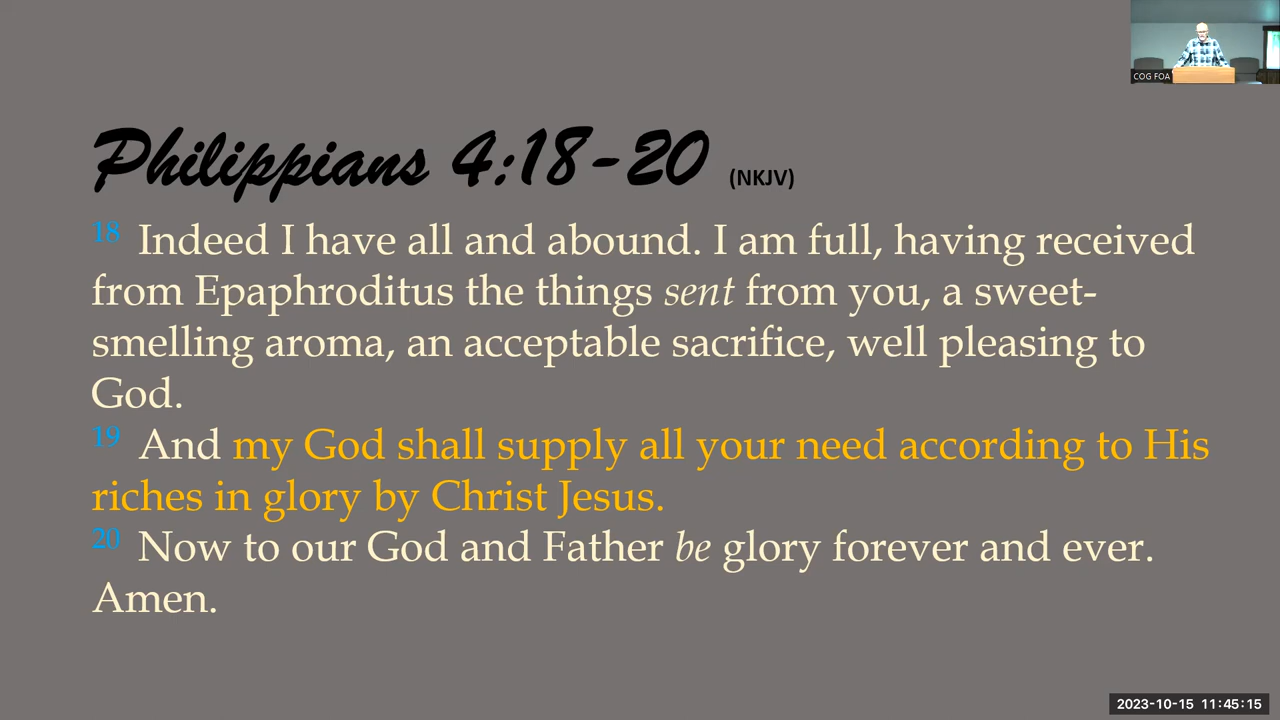 COG FOA
Philippians 4:18-20 (NKJV)
18 Indeed I have all and abound. I am full, having received
from Epaphroditus the things sent from you, a sweet-
smelling aroma, an acceptable sacrifice, well pleasing to
God.
19 And my God shall supply all your need according to His
riches in glory by Christ Jesus.
20 Now to our God and Father be glory forever and ever.
Amen.
2023-10-15 11:45:15